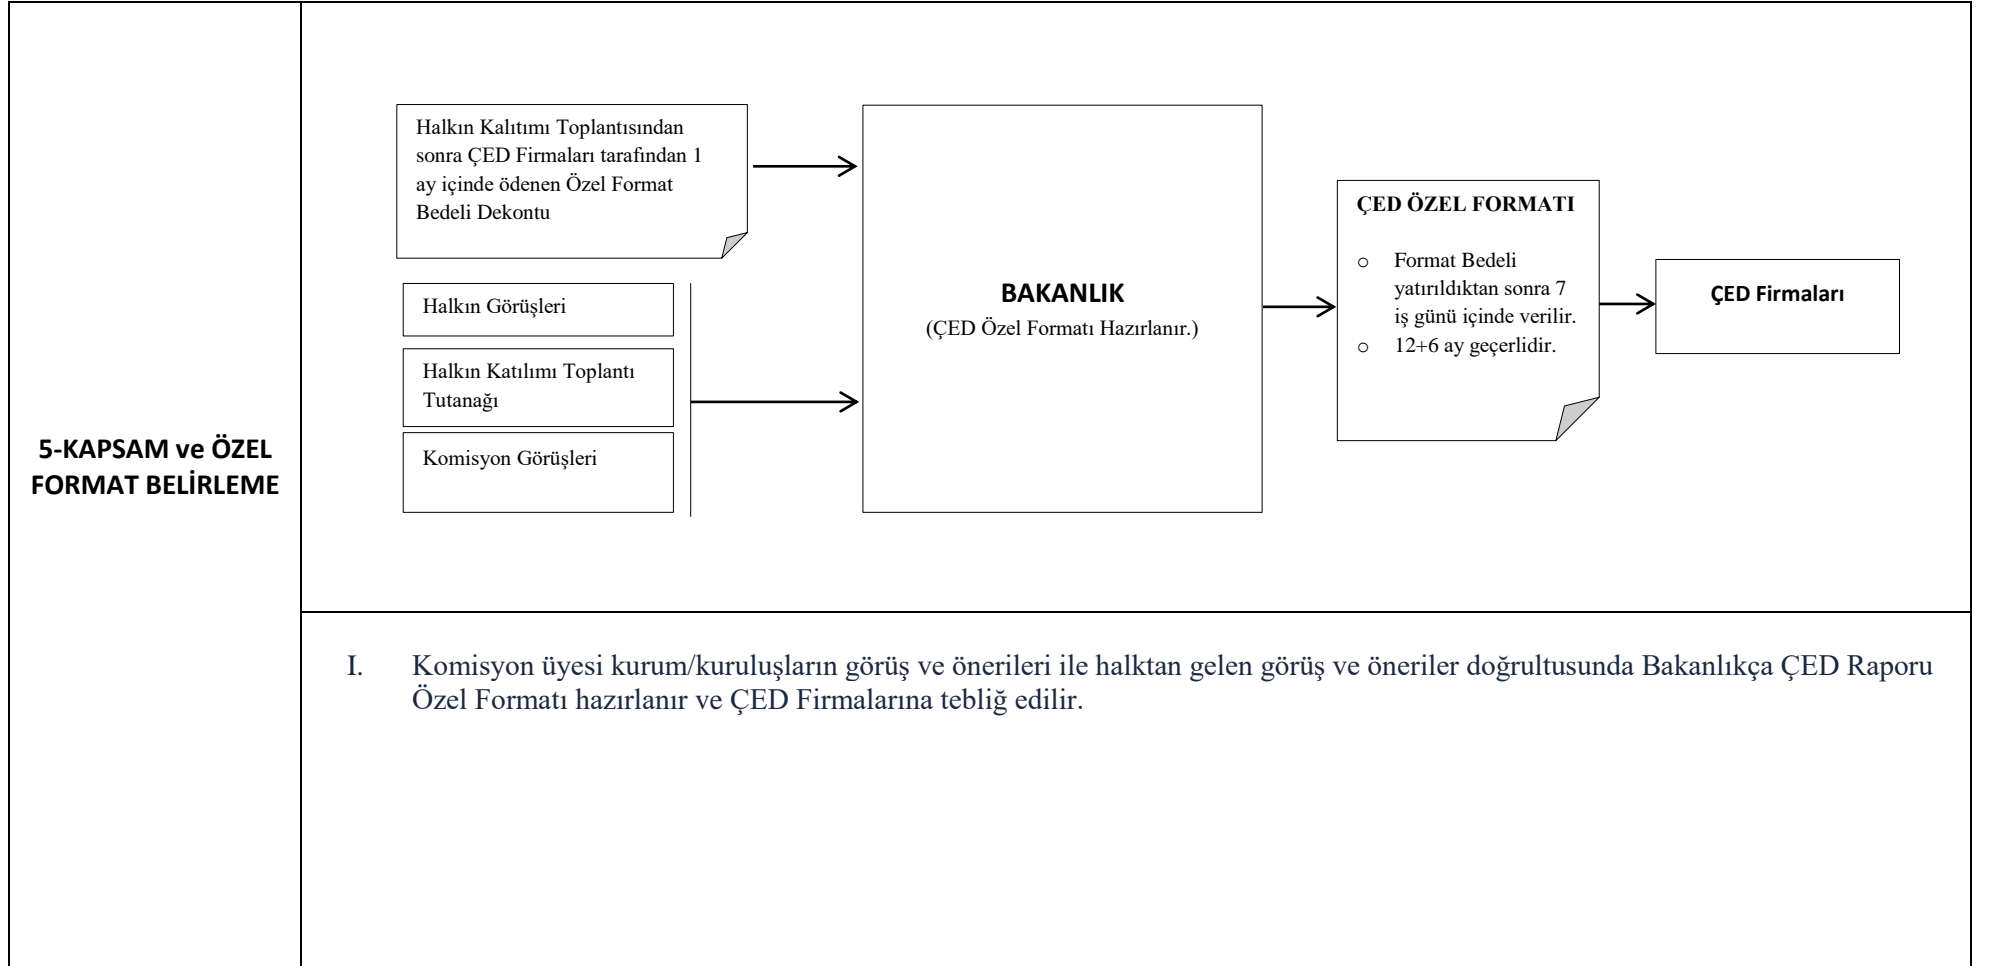 5-KAPSAM ve ÖZEL
FORMAT BELİRLEME
Halkın Kalıtımı Toplantısından
sonra ÇED Firmaları tarafından 1
ay içinde ödenen Özel Format
Bedeli Dekontu
Halkın Görüşleri
Halkın Katılımı Toplantı
Tutanağı
Komisyon Görüşleri
BAKANLIK
(ÇED Özel Formatı Hazırlanır.)
ÇED ÖZEL FORMATI
o Format Bedeli
yatırıldıktan sonra 7
iş günü içinde verilir.
o 12+6 ay geçerlidir.
ÇED Firmaları
I. Komisyon üyesi kurum/kuruluşların görüş ve önerileri ile halktan gelen görüş ve öneriler doğrultusunda Bakanlıkça ÇED Raporu
Özel Formatı hazırlanır ve ÇED Firmalarına tebliğ edilir.